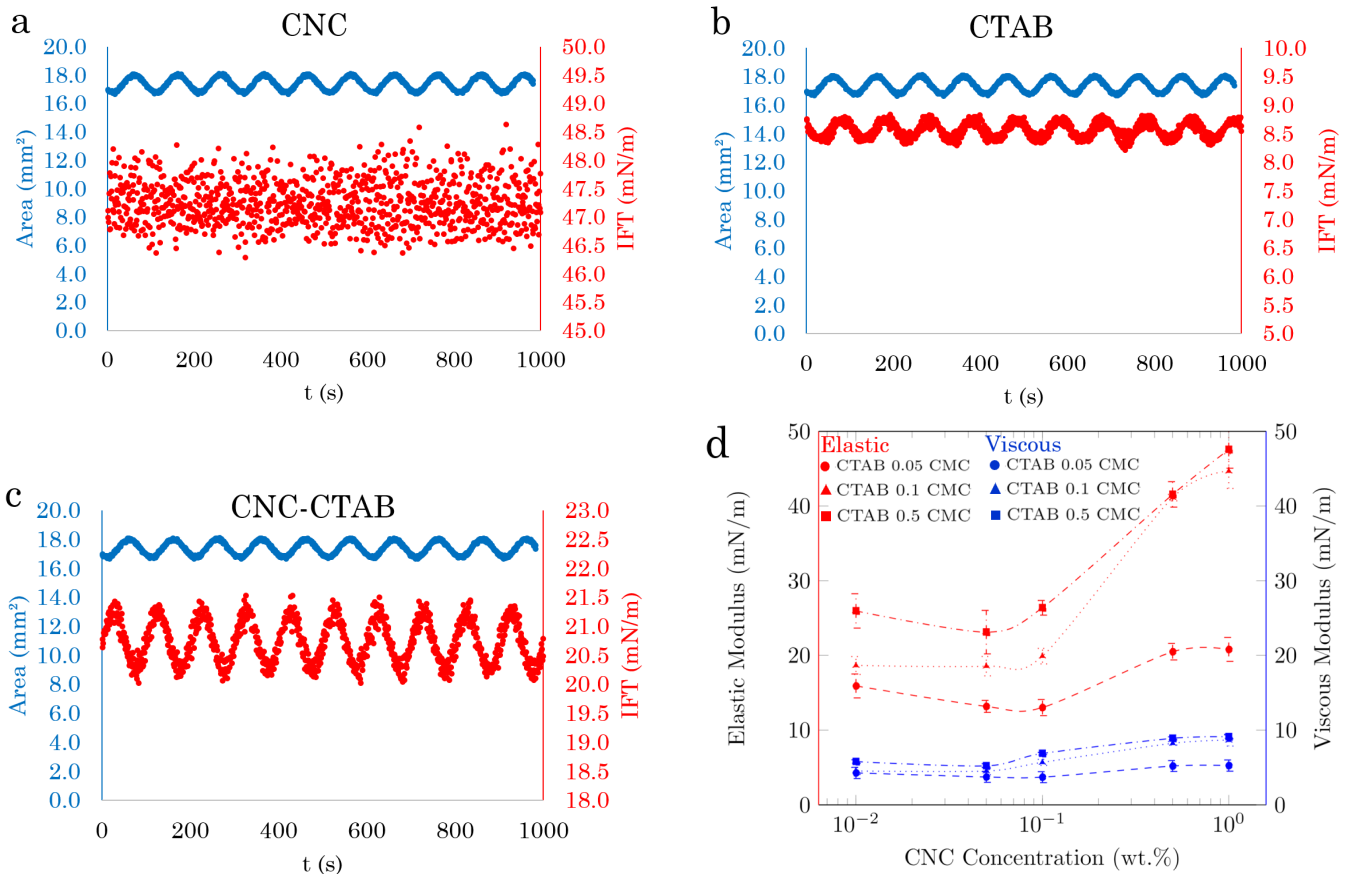 a
CNC
20.0
18.0
16.0
14.0
12.0
10.0
8.0
6.0
4.0
2.0
0.0
Area (mm²)
50.0
49.5
49.0
48.5
48.0
47.5
47.0
46.5
46.0
45.5
45.0
IFT (mN/m)
0 200 400 600 800 1000
t (s)
b
CTAB
20.0
18.0
16.0
14.0
12.0
10.0
8.0
6.0
4.0
2.0
0.0
Area (mm²)
10.0
9.5
9.0
8.5
8.0
7.5
7.0
6.5
6.0
5.5
5.0
IFT (mN/m)
0 200 400 600 800 1000
t (s)
c
CNC-CTAB
20.0
18.0
16.0
14.0
12.0
10.0
8.0
6.0
4.0
2.0
0.0
Area (mm²)
23.0
22.5
22.0
21.5
21.0
20.5
20.0
19.5
19.0
18.5
18.0
IFT (mN/m)
0 200 400 600 800 1000
t (s)
d
Elastic Viscous
CTAB 0.05 CMC CTAB 0.05 CMC
CTAB 0.1 CMC CTAB 0.1 CMC
CTAB 0.5 CMC CTAB 0.5 CMC
50
40
30
20
10
0
Elastic Modulus (mN/m)
50
40
30
20
10
0
Viscous Modulus (mN/m)
10⁻² 10⁻¹ 10⁰
CNC Concentration (wt.%)